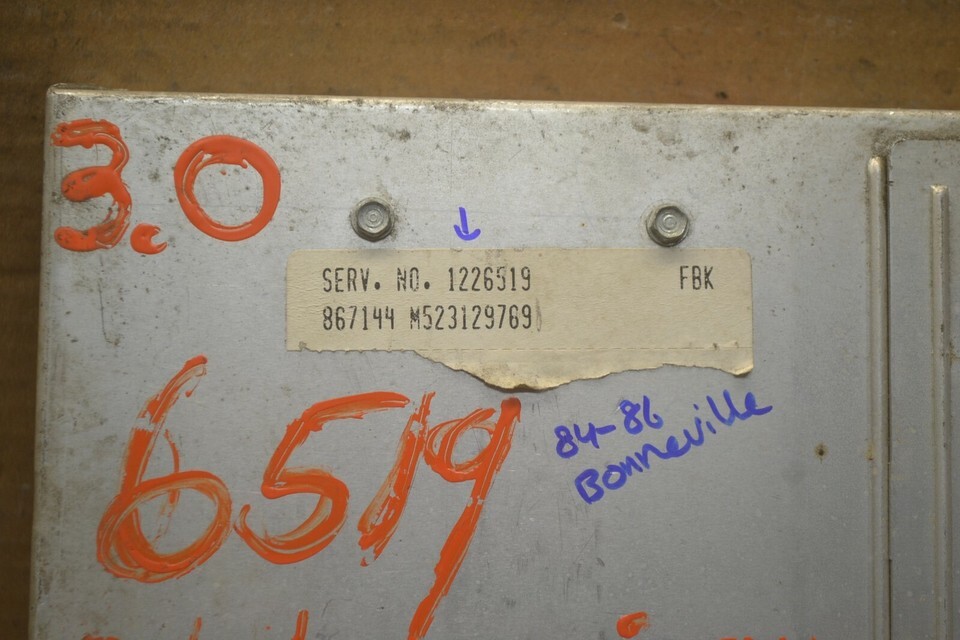 3.0
SERV. NO. 1226519 FBK
867144 M523129769
6519
84-86
Bonneville